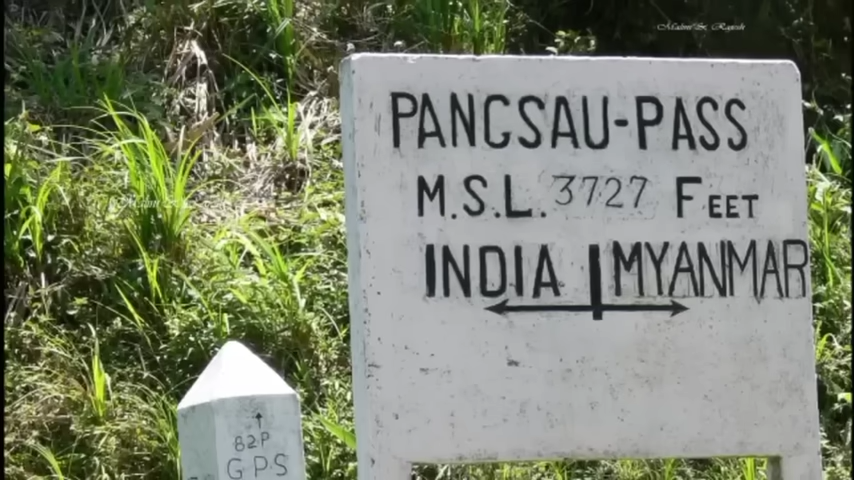 PANGSAU-PASS
M.S.L. 3727 FEET
INDIA | MYANMAR
82P
GPS